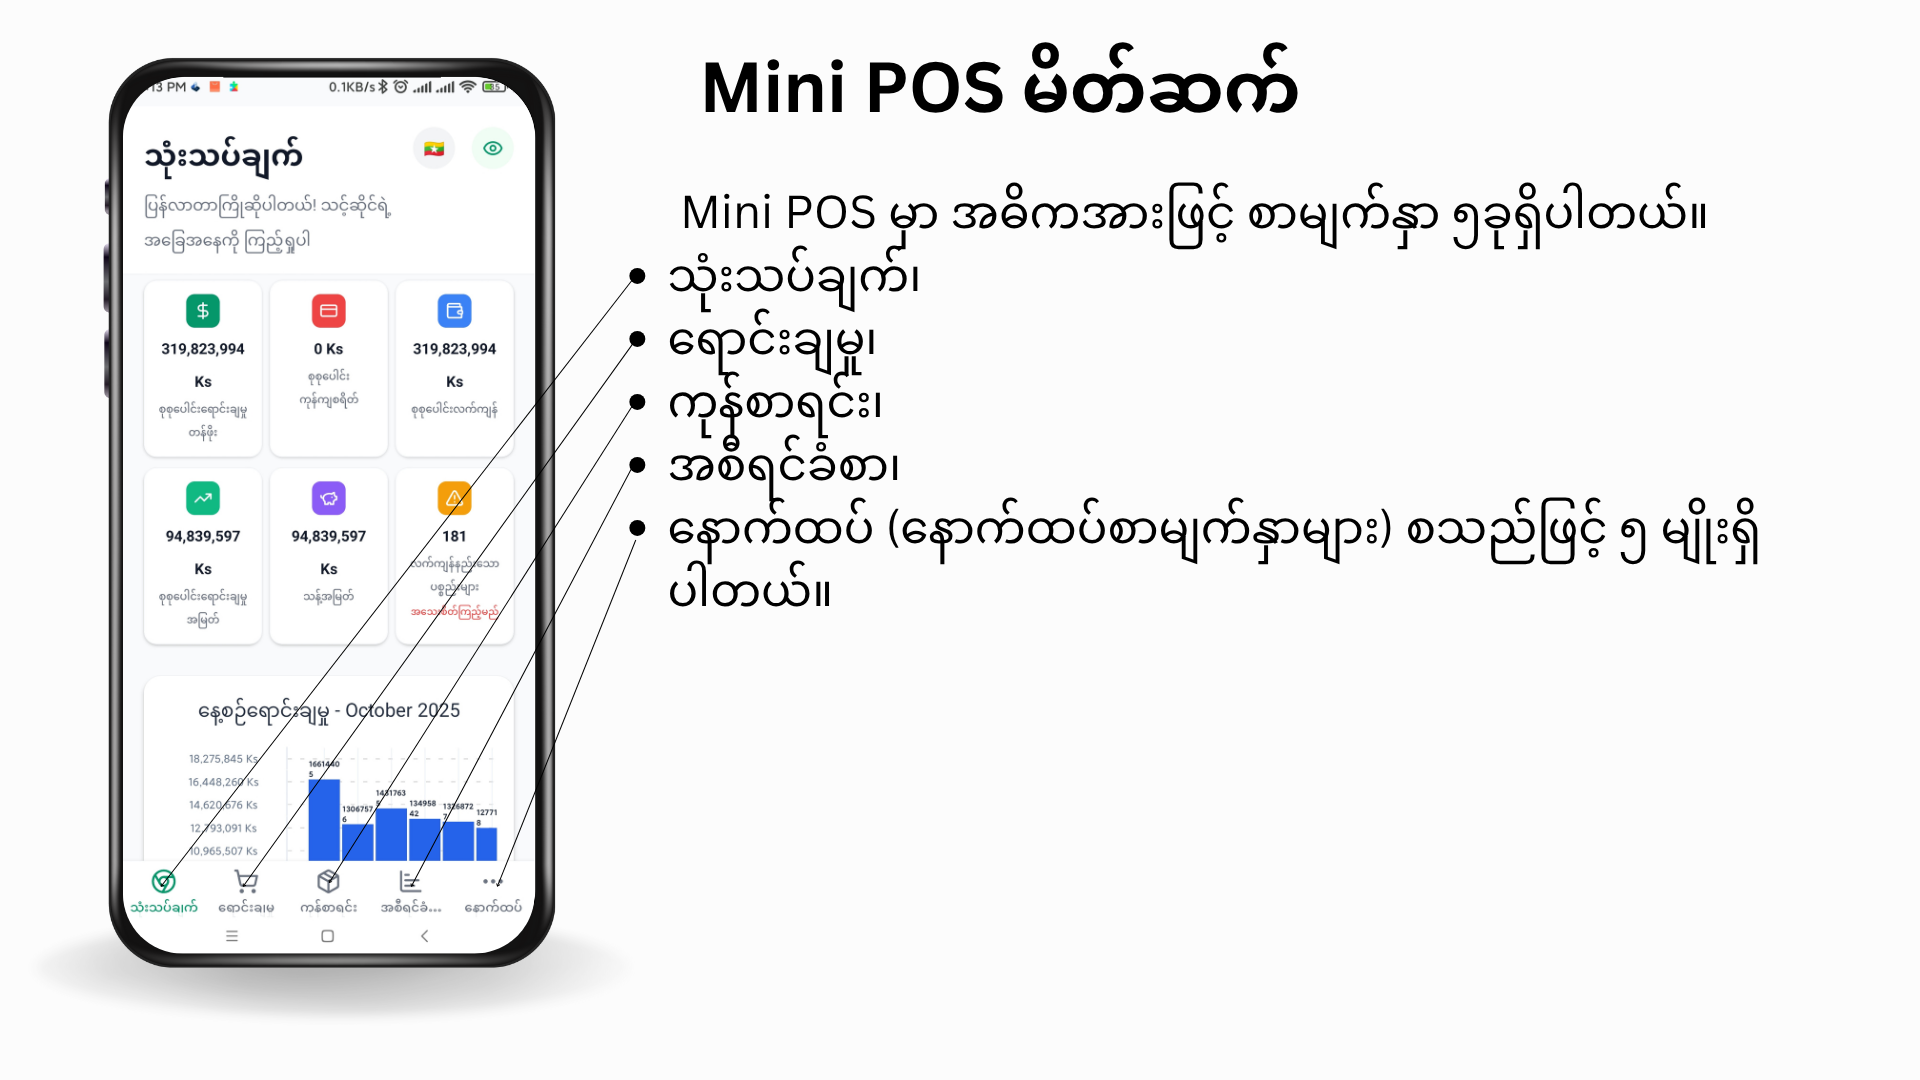 Mini POS မိတ်ဆက်
Mini POS မှာ အဓိကအားဖြင့် စာမျက်နှာ ၅ခုရှိပါတယ်။
သုံးသပ်ချက်၊
ရောင်းချမှု၊
ကုန်စာရင်း၊
အစီရင်ခံစာ၊
နောက်ထပ် (နောက်ထပ်စာမျက်နှာများ) စသည်ဖြင့် ၅ မျိုးရှိ
ပါတယ်။
13 PM 0.1KB/s 85
သုံးသပ်ချက်
ပြန်လာတာကြိုဆိုပါတယ်! သင့်ဆိုင်ရဲ့
အခြေအနေကို ကြည့်ရှုပါ
319,823,994
Ks
စုစုပေါင်းရောင်းချမှု
တန်ဖိုး
0 Ks
စုစုပေါင်း
ကုန်ကျစရိတ်
319,823,994
Ks
စုစုပေါင်းလက်ကျန်
94,839,597
Ks
စုစုပေါင်းရောင်းချမှု
အမြတ်
94,839,597
Ks
သန့်အမြတ်
181
လက်ကျန်နည်းသော
ပစ္စည်းများ
အသေးစိတ်ကြည့်မည်
နေ့စဉ်ရောင်းချမှု - October 2025
18,275,845 Ks
16,448,260 Ks
14,620,676 Ks
12,793,091 Ks
10,965,507 Ks
1661440
5
1306757
6
1431763
134958
42
1326872
7
12771
8
သုံးသပ်ချက် ရောင်းချမှု ကုန်စာရင်း အစီရင်ခံ... နောက်ထပ်